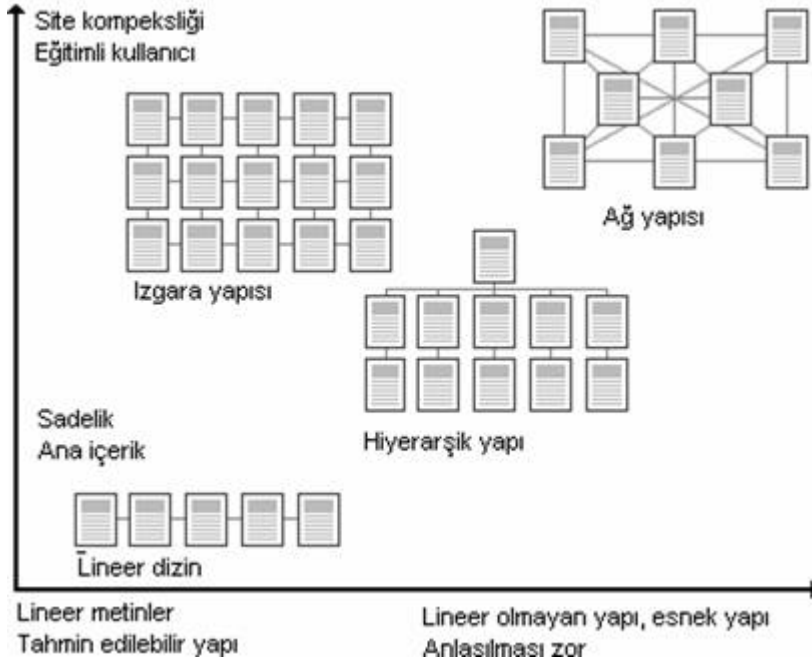 Site kompeksliği
Eğitimli kullanıcı
Ağ yapısı
Izgara yapısı
Hiyerarşik yapı
Sadelik
Ana içerik
Lineer dizin
Lineer metinler
Tahmin edilebilir yapı
Lineer olmayan yapı, esnek yapı
Anlaşılması zor